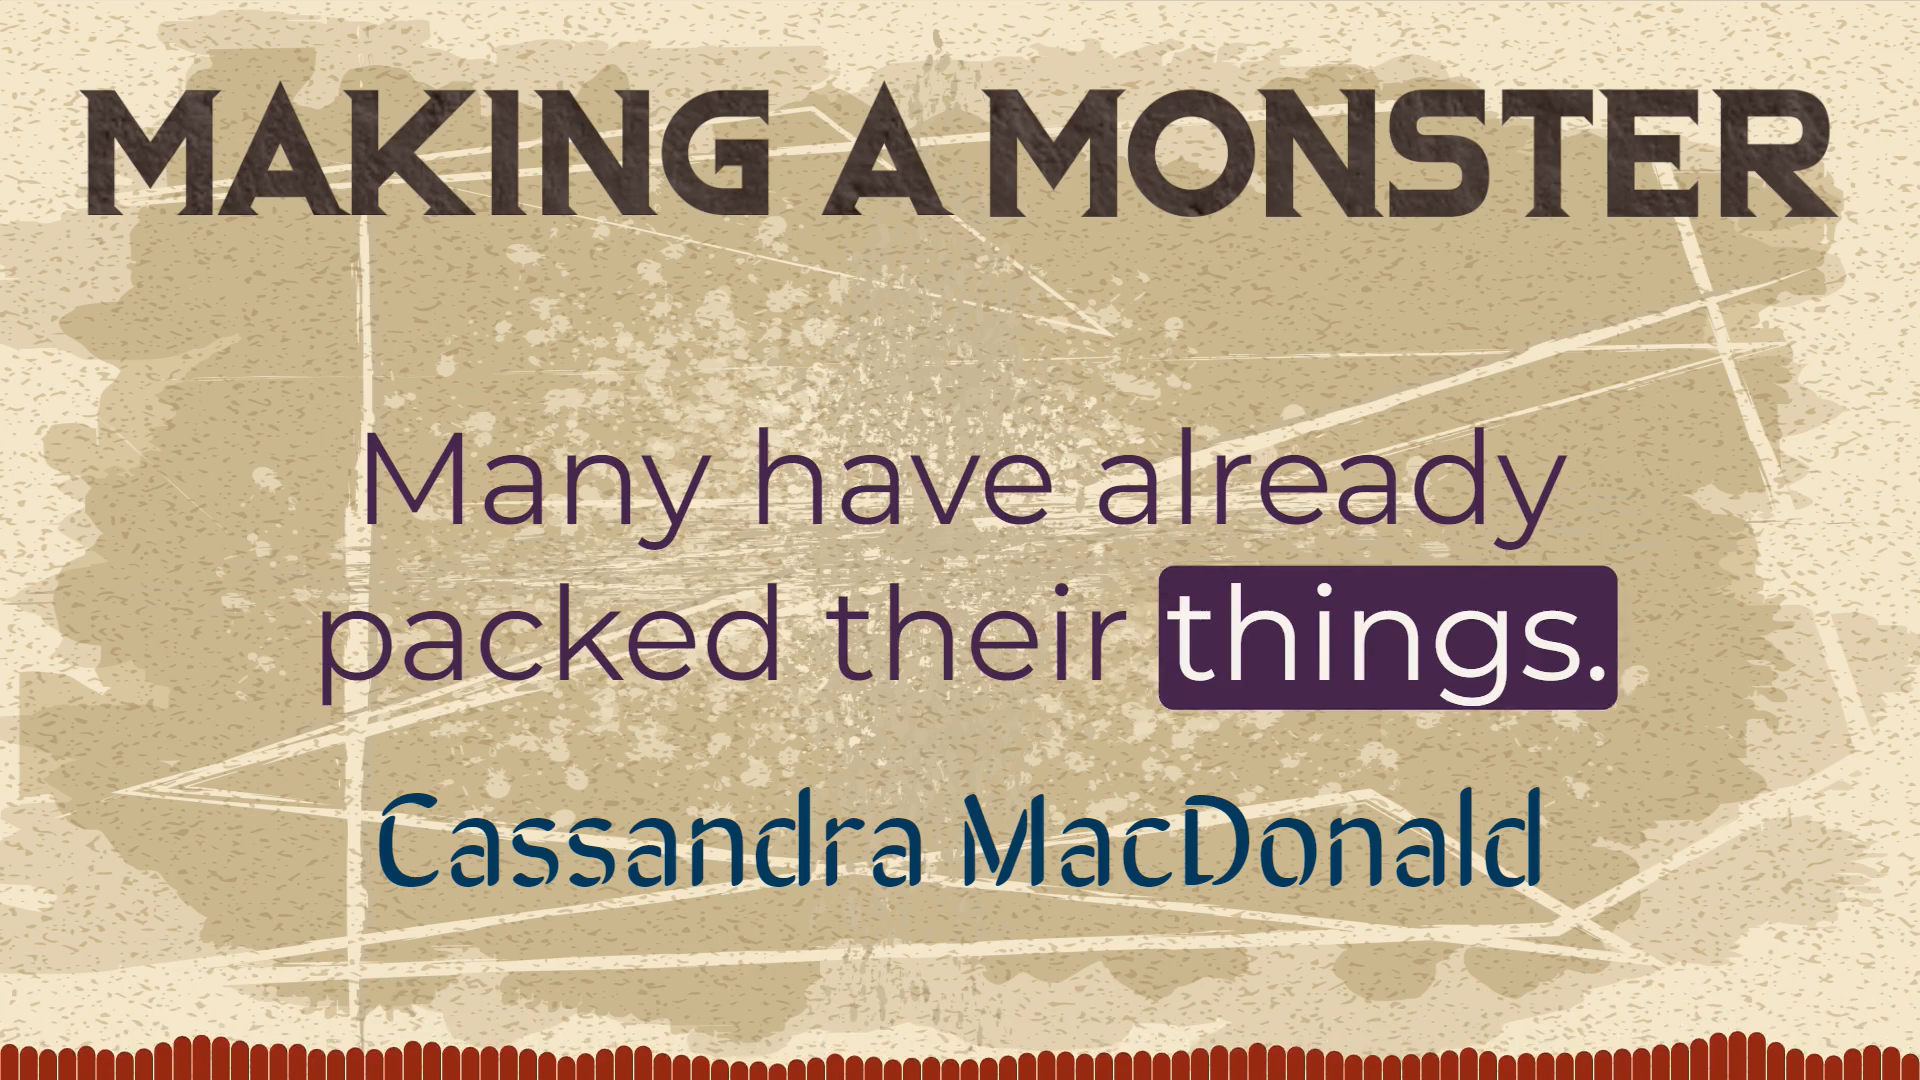 MAKING A MONSTER
Many have already
packed their things.
Cassandra MacDonald